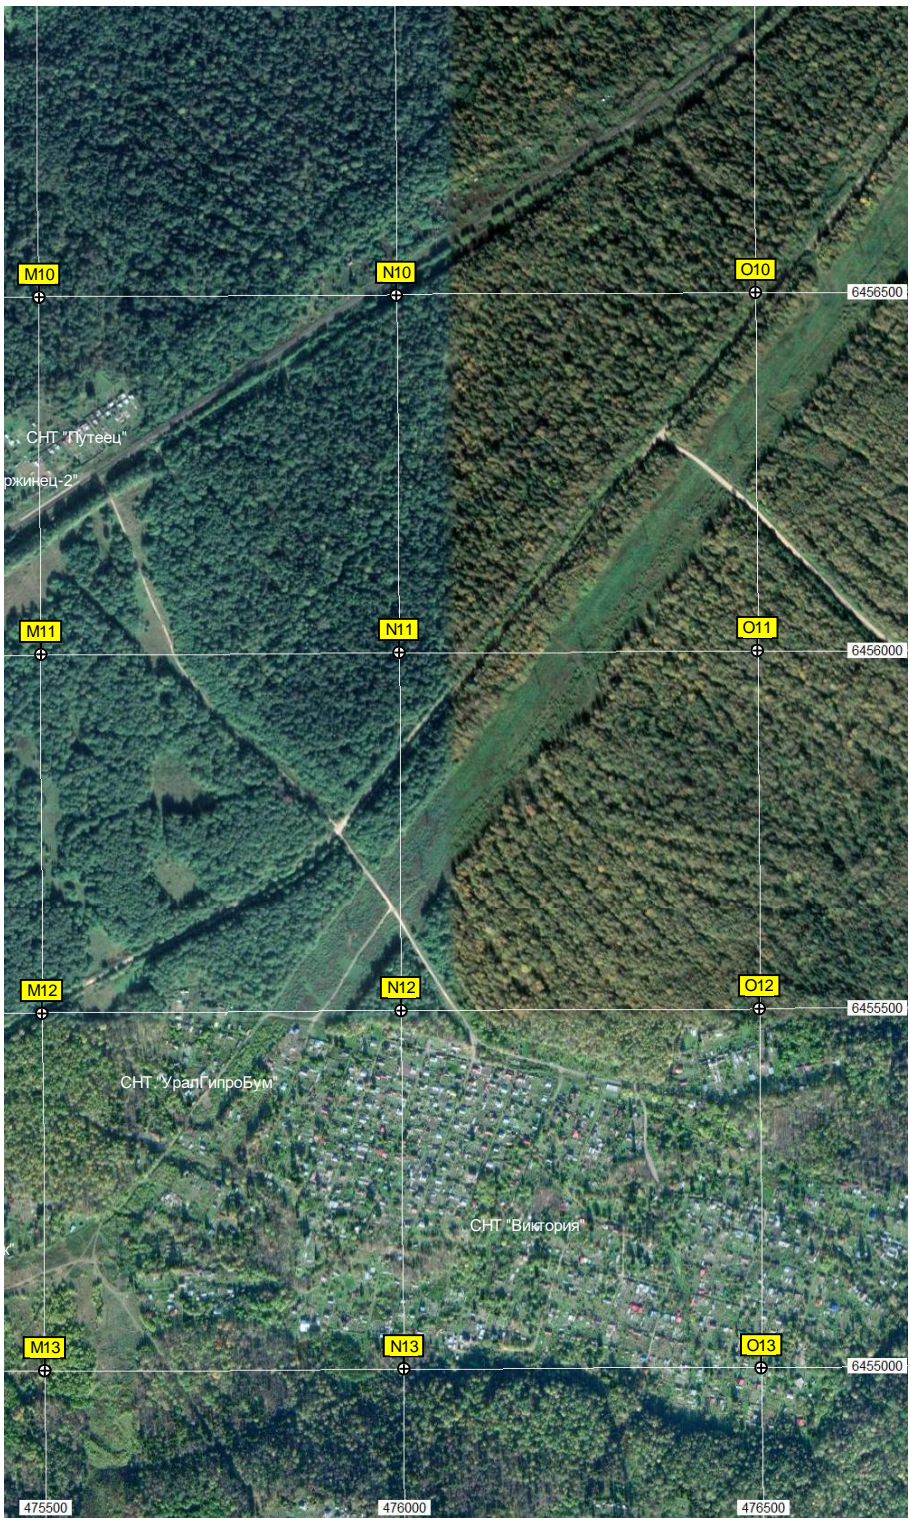 M10
N10
O10
6456500
СНТ "Путеец"
ржинец-2"
M11
N11
O11
6456000
M12
N12
O12
6455500
СНТ "УралГипроБум"
СНТ "Виктория"
к"
M13
N13
O13
6455000
475500
476000
476500